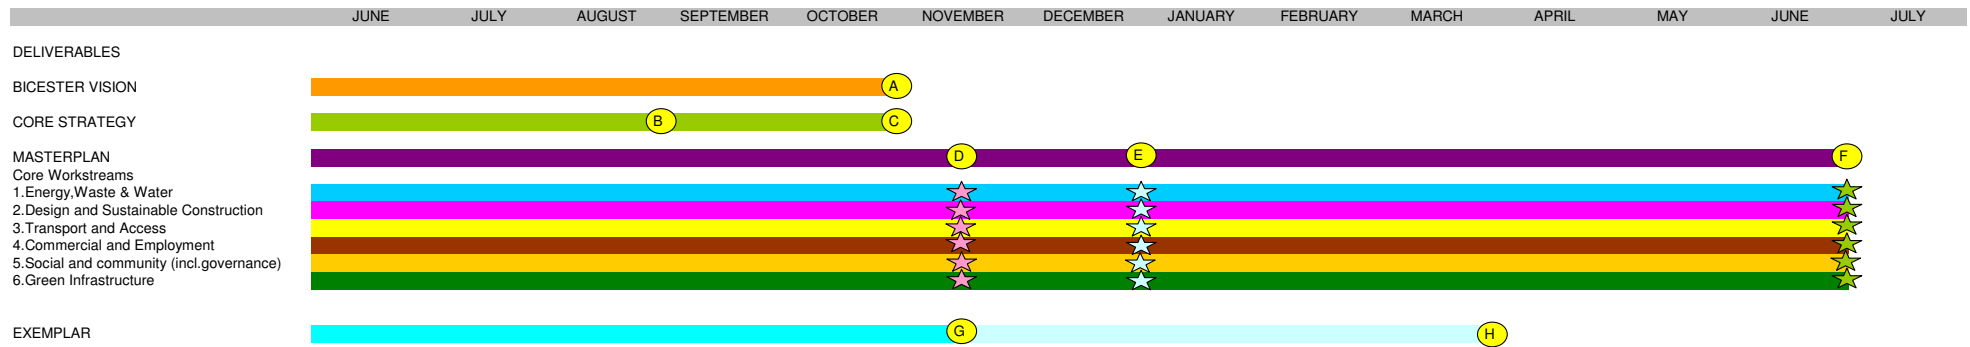 JUNE JULY AUGUST SEPTEMBER OCTOBER NOVEMBER DECEMBER JANUARY FEBRUARY MARCH APRIL MAY JUNE JULY
DELIVERABLES
BICESTER VISION A
CORE STRATEGY B C
MASTERPLAN D E F
Core Workstreams
1.Energy,Waste & Water
2.Design and Sustainable Construction
3.Transport and Access
4.Commercial and Employment
5.Social and community (incl.governance)
6.Green Infrastructure
EXEMPLAR G H